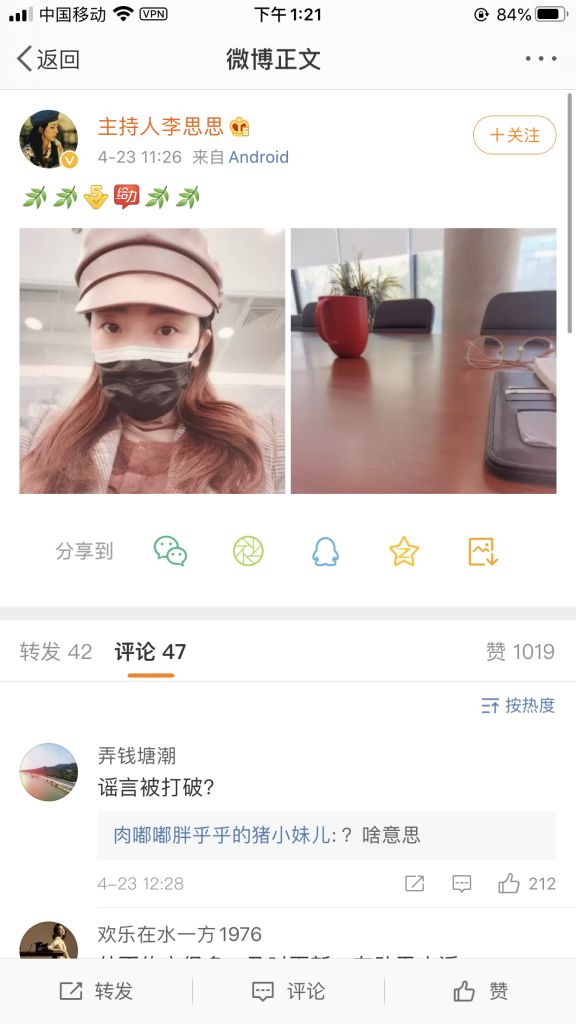 中国移动 VPN 下午1:21 84%
返回 微博正文
主持人李思思
+关注
4-23 11:26 来自 Android
给力
分享到
转发 42 评论 47 赞 1019
按热度
弄钱塘潮
谣言被打破?
肉嘟嘟胖乎乎的猪小妹儿:？啥意思
4-23 12:28 212
欢乐在水一方1976
转发 评论 赞